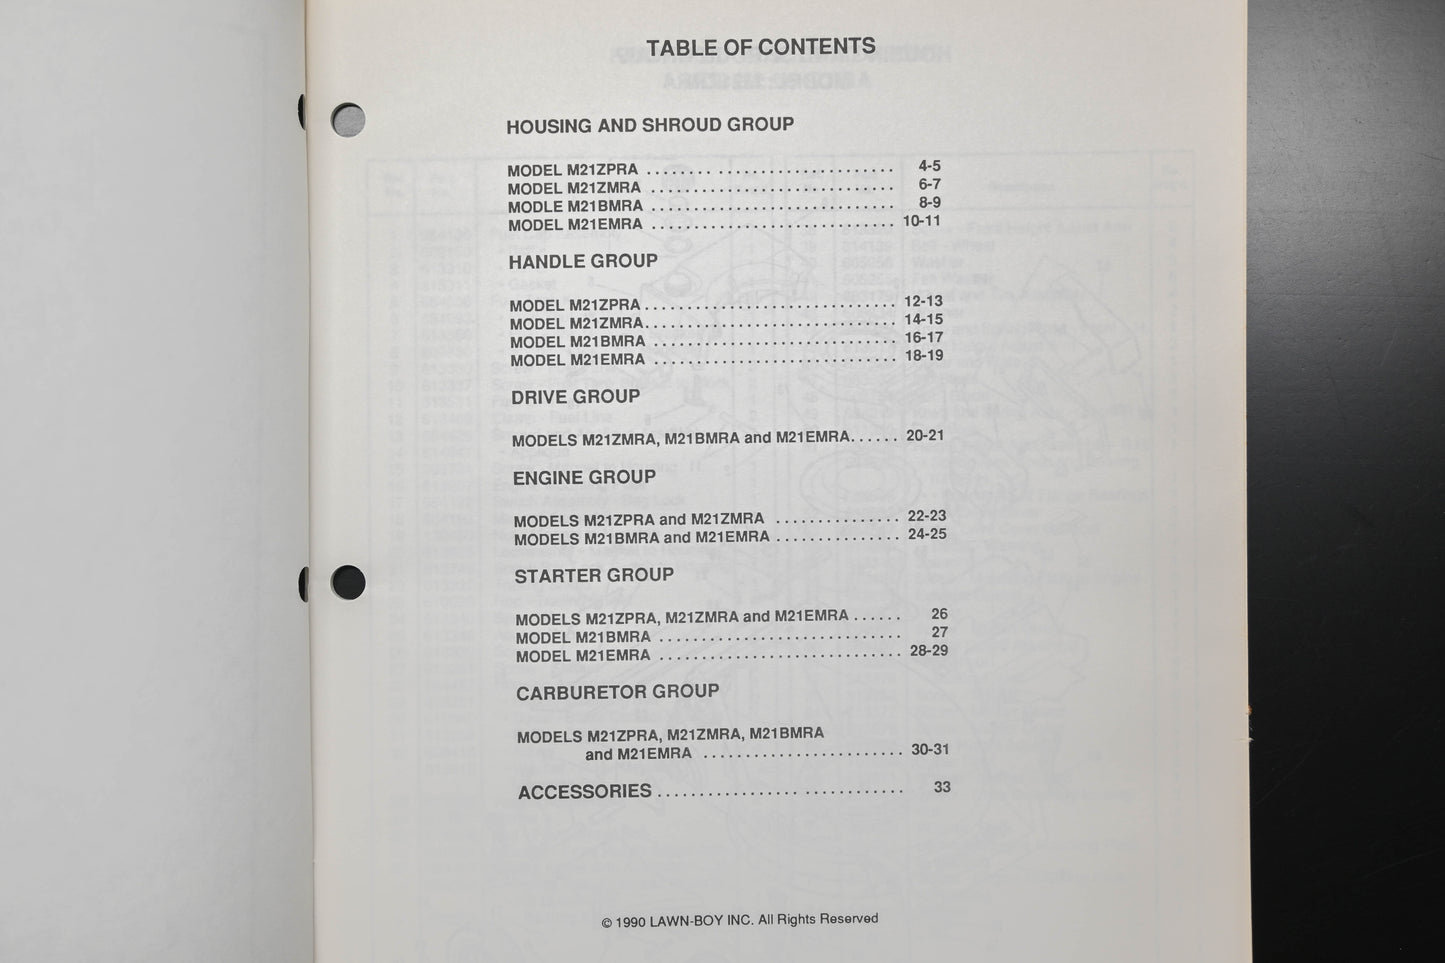 TABLE OF CONTENTS
HOUSING AND SHROUD GROUP
MODEL M21ZPRA . . . . . . . . . . . . . . . . . . . . . . . . . . . . . . 4-5
MODEL M21ZMRA . . . . . . . . . . . . . . . . . . . . . . . . . . . . . 6-7
MODLE M21BMRA . . . . . . . . . . . . . . . . . . . . . . . . . . . . . 8-9
MODEL M21EMRA . . . . . . . . . . . . . . . . . . . . . . . . . . . . . 10-11
HANDLE GROUP
MODEL M21ZPRA . . . . . . . . . . . . . . . . . . . . . . . . . . . . . . 12-13
MODEL M21ZMRA . . . . . . . . . . . . . . . . . . . . . . . . . . . . . . 14-15
MODEL M21BMRA . . . . . . . . . . . . . . . . . . . . . . . . . . . . . 16-17
MODEL M21EMRA . . . . . . . . . . . . . . . . . . . . . . . . . . . . . 18-19
DRIVE GROUP
MODELS M21ZMRA, M21BMRA and M21EMRA . . . . . . 20-21
ENGINE GROUP
MODELS M21ZPRA and M21ZMRA . . . . . . . . . . . . . . . 22-23
MODELS M21BMRA and M21EMRA . . . . . . . . . . . . . . . 24-25
STARTER GROUP
MODELS M21ZPRA, M21ZMRA and M21EMRA . . . . . . 26
MODEL M21BMRA . . . . . . . . . . . . . . . . . . . . . . . . . . . . . 27
MODEL M21EMRA . . . . . . . . . . . . . . . . . . . . . . . . . . . . . 28-29
CARBURETOR GROUP
MODELS M21ZPRA, M21ZMRA, M21BMRA
and M21EMRA . . . . . . . . . . . . . . . . . . . . . . . . 30-31
ACCESSORIES . . . . . . . . . . . . . . . . . . . . . . . . . . . . . 33
© 1990 LAWN-BOY INC. All Rights Reserved